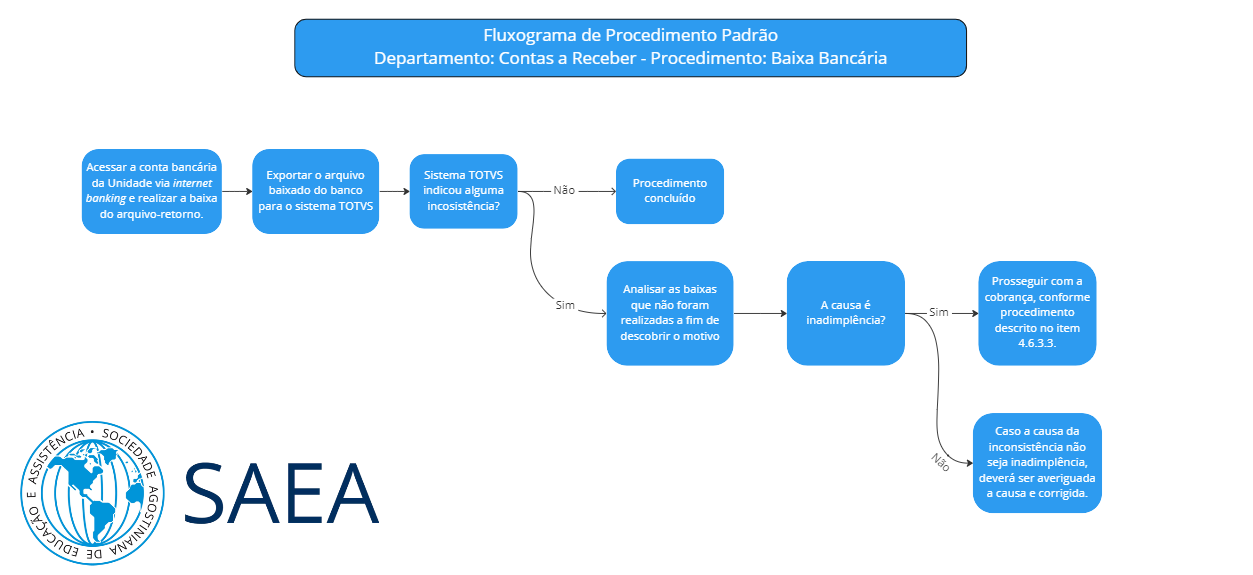 Fluxograma de Procedimento Padrão
Departamento: Contas a Receber - Procedimento: Baixa Bancária
Acessar a conta bancária
da Unidade via internet
banking e realizar a baixa
do arquivo-retorno.
Exportar o arquivo
baixado do banco
para o sistema TOTVS
Sistema TOTVS
indicou alguma
incosistência?
Não
Procedimento
concluído
Sim
Analisar as baixas
que não foram
realizadas a fim de
descobrir o motivo
A causa é
inadimplência?
Sim
Prosseguir com a
cobrança, conforme
procedimento
descrito no item
4.6.3.3.
Não
Caso a causa da
inconsistência não
seja inadimplência,
deverá ser averiguada
a causa e corrigida.
SOCIEDADE AGOSTINIANA DE EDUCAÇÃO E ASSISTÊNCIA •
SAEA